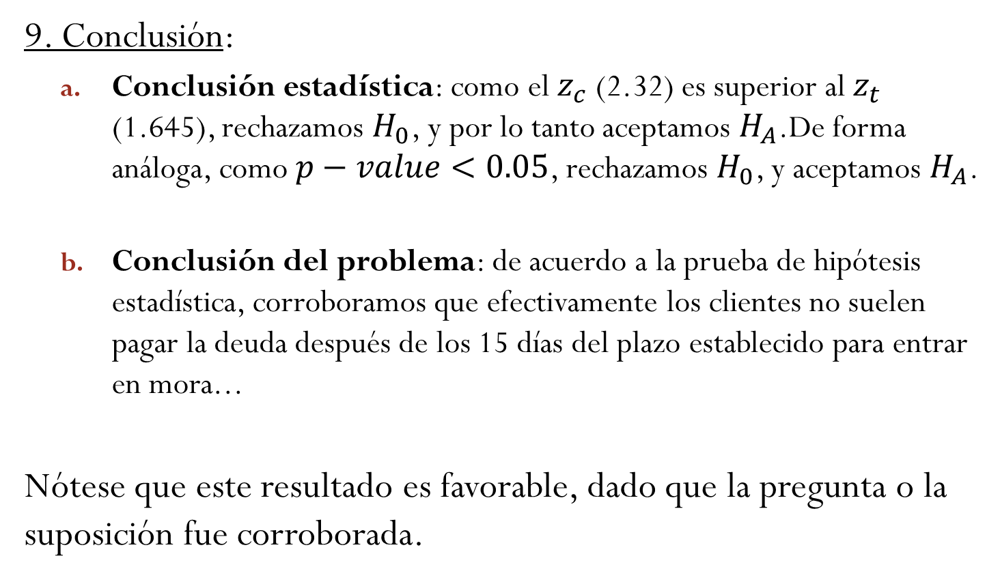 9. Conclusión:
a. Conclusión estadística: como el $z_c$ (2.32) es superior al $z_t$
(1.645), rechazamos $H_0$, y por lo tanto aceptamos $H_A$.De forma
análoga, como $p - value < 0.05$, rechazamos $H_0$, y aceptamos $H_A$.
b. Conclusión del problema: de acuerdo a la prueba de hipótesis
estadística, corroboramos que efectivamente los clientes no suelen
pagar la deuda después de los 15 días del plazo establecido para entrar
en mora…
Nótese que este resultado es favorable, dado que la pregunta o la
suposición fue corroborada.